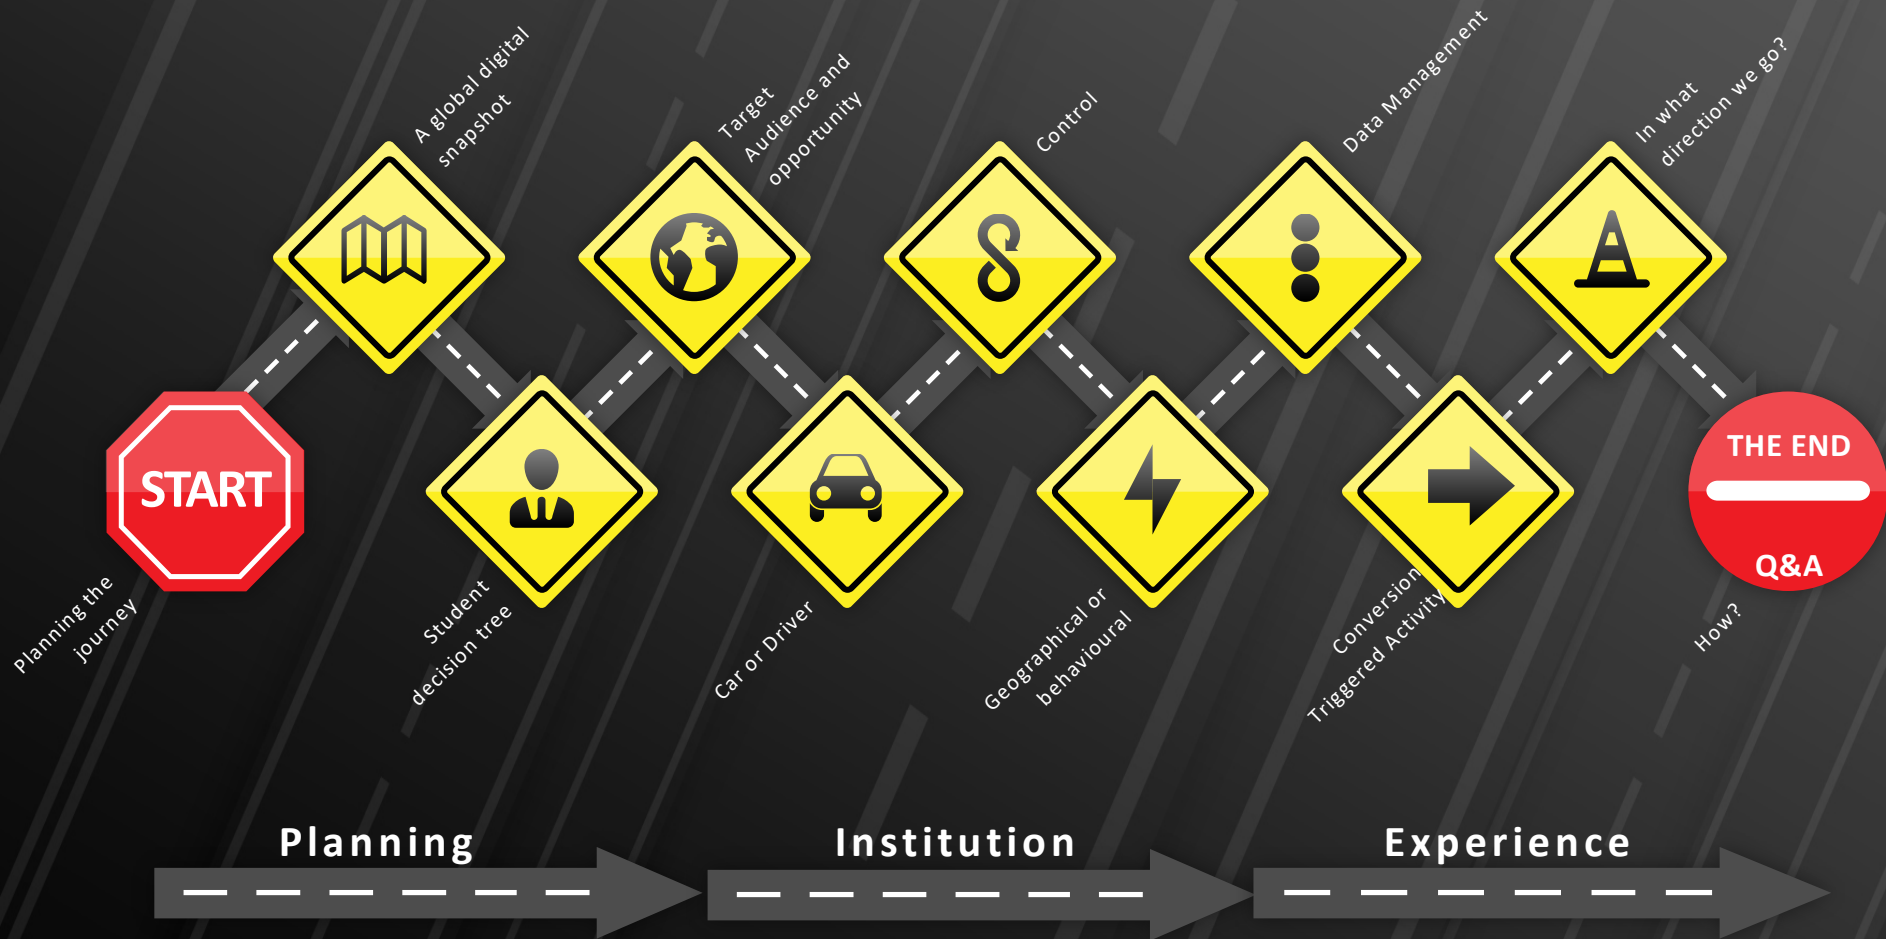 A global digital
snapshot
Target
Audience and
opportunity
Control
Data Management
In what
direction we go?
START
THE END
Q&A
Planning the
journey
Student
decision tree
Car or Driver
Geographical or
behavioural
Conversion
Triggered Activity
How?
Planning
Institution
Experience